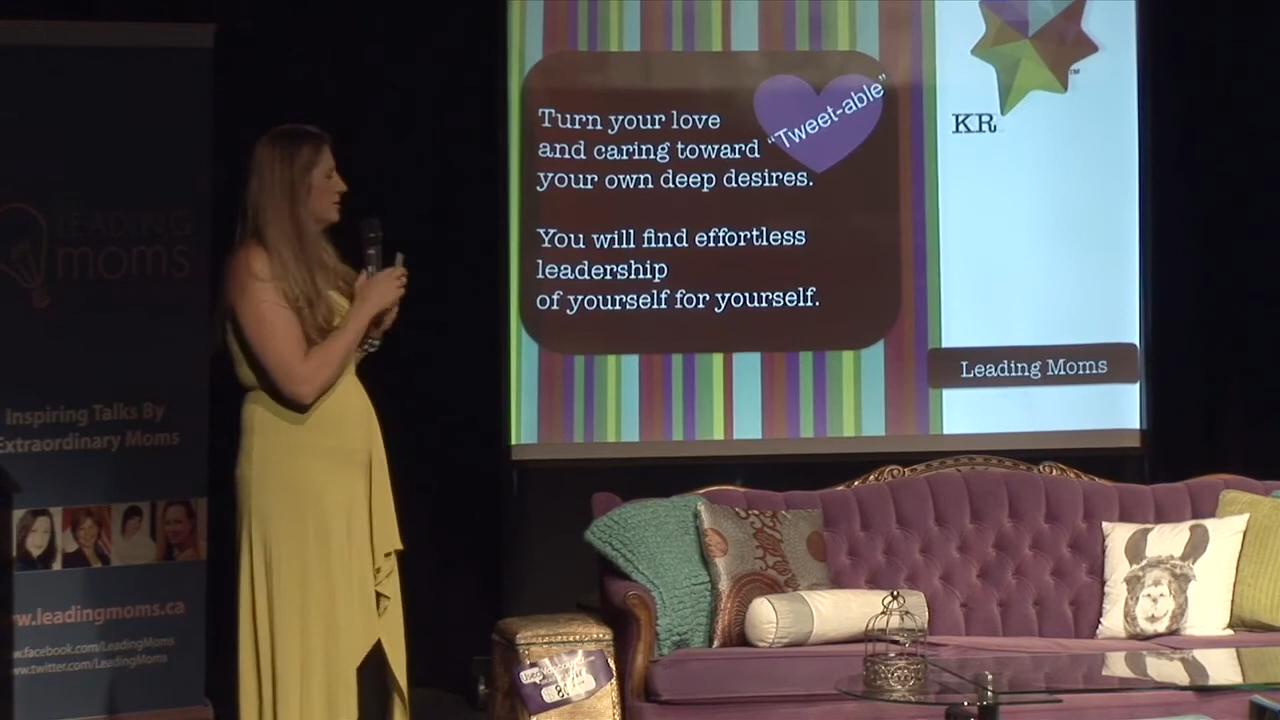 LEADING
moms
Inspiring Talks By
Extraordinary Moms
w.leadingmoms.ca
w.facebook.com/LeadingMoms
w.twitter.com/LeadingMoms
Turn your love
and caring toward
your own deep desires.
"Tweet-able"
You will find effortless
leadership
of yourself for yourself.
TM
KR
Leading Moms